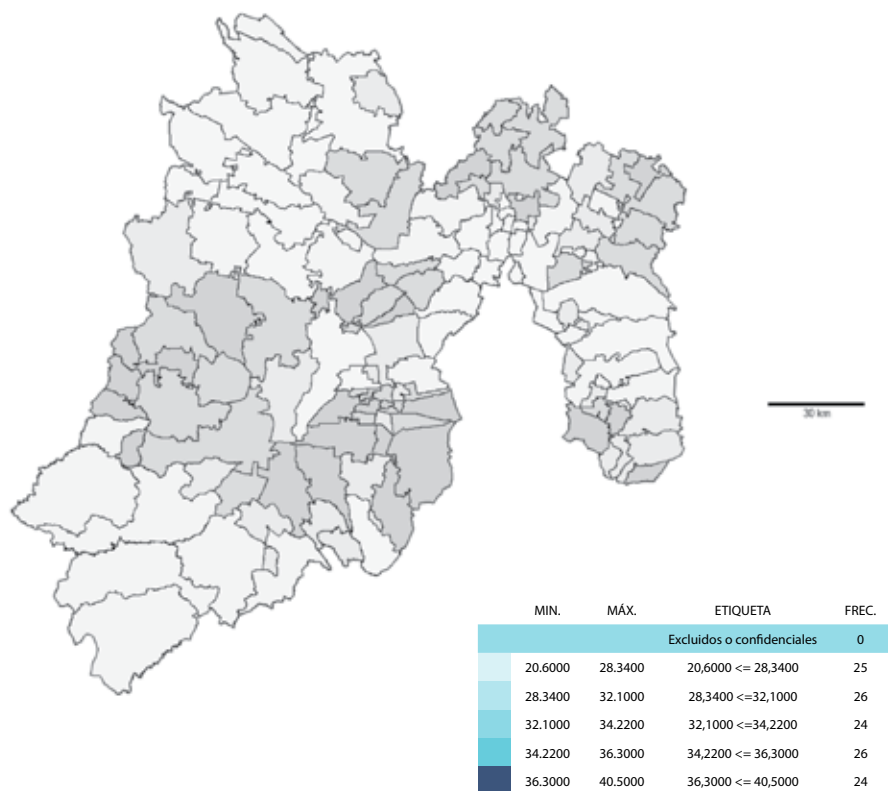 30 km
MIN. MÁX. ETIQUETA FREC.
Excluidos o confidenciales 0
20.6000 28.3400 20,6000 <= 28,3400 25
28.3400 32.1000 28,3400 <=32,1000 26
32.1000 34.2200 32,1000 <=34,2200 24
34.2200 36.3000 34,2200 <= 36,3000 26
36.3000 40.5000 36,3000 <= 40,5000 24